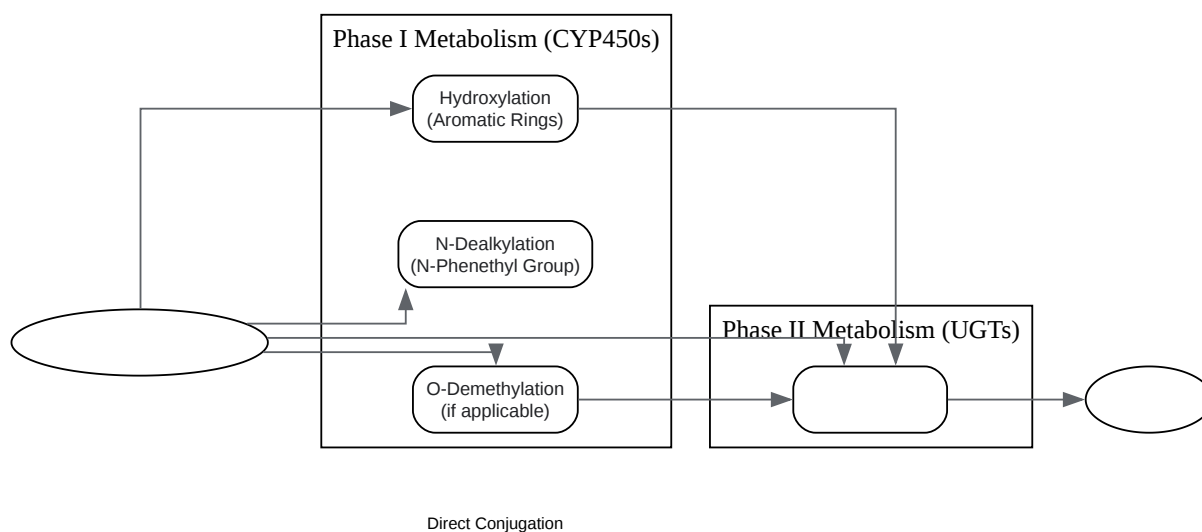 Phase I Metabolism (CYP450s)
Hydroxylation
(Aromatic Rings)
N-Dealkylation
(N-Phenethyl Group)
O-Demethylation
(if applicable)
Phase II Metabolism (UGTs)
Direct Conjugation